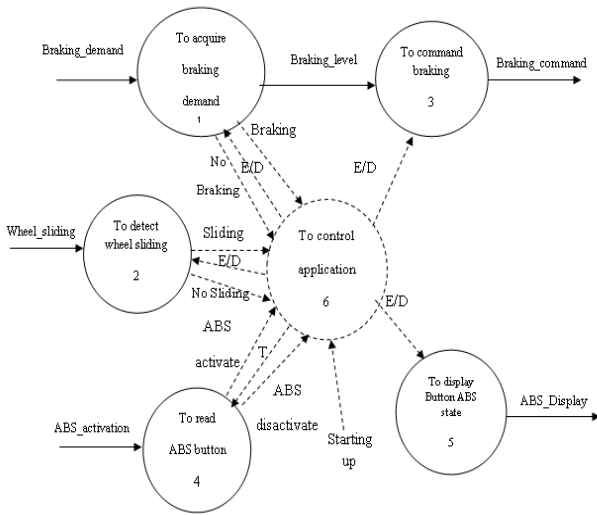 Braking_demand
To acquire
braking
demand
1
Braking_level
To command
braking
3
Braking_command
Braking
No
E/D
Braking
E/D
Wheel_sliding
To detect
wheel sliding
2
Sliding
E/D
No Sliding
To control
application
6
E/D
ABS
activate
T
ABS
disactivate
Starting
up
ABS_activation
To read
ABS button
4
To display
Button ABS
state
5
ABS_Display